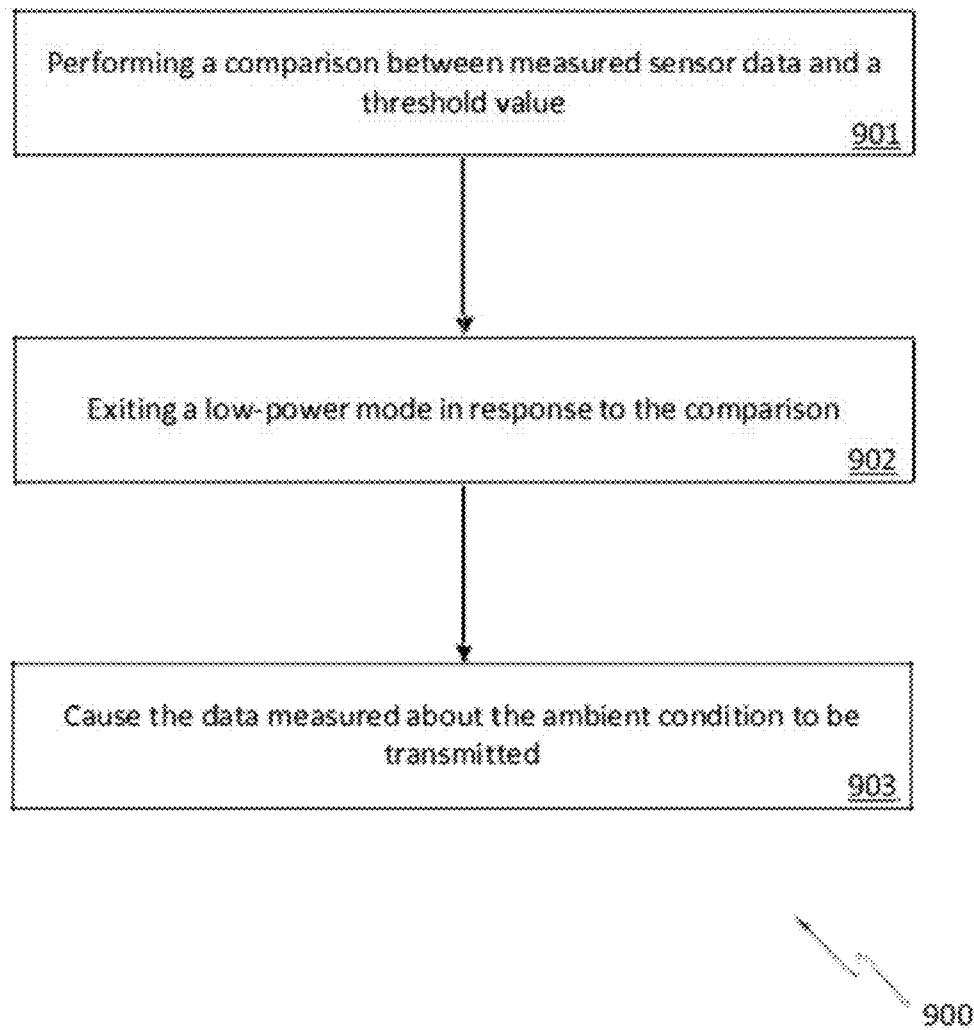 Performing a comparison between measured sensor data and a
threshold value
901
Exiting a low-power mode in response to the comparison
902
Cause the data measured about the ambient condition to be
transmitted
903
900